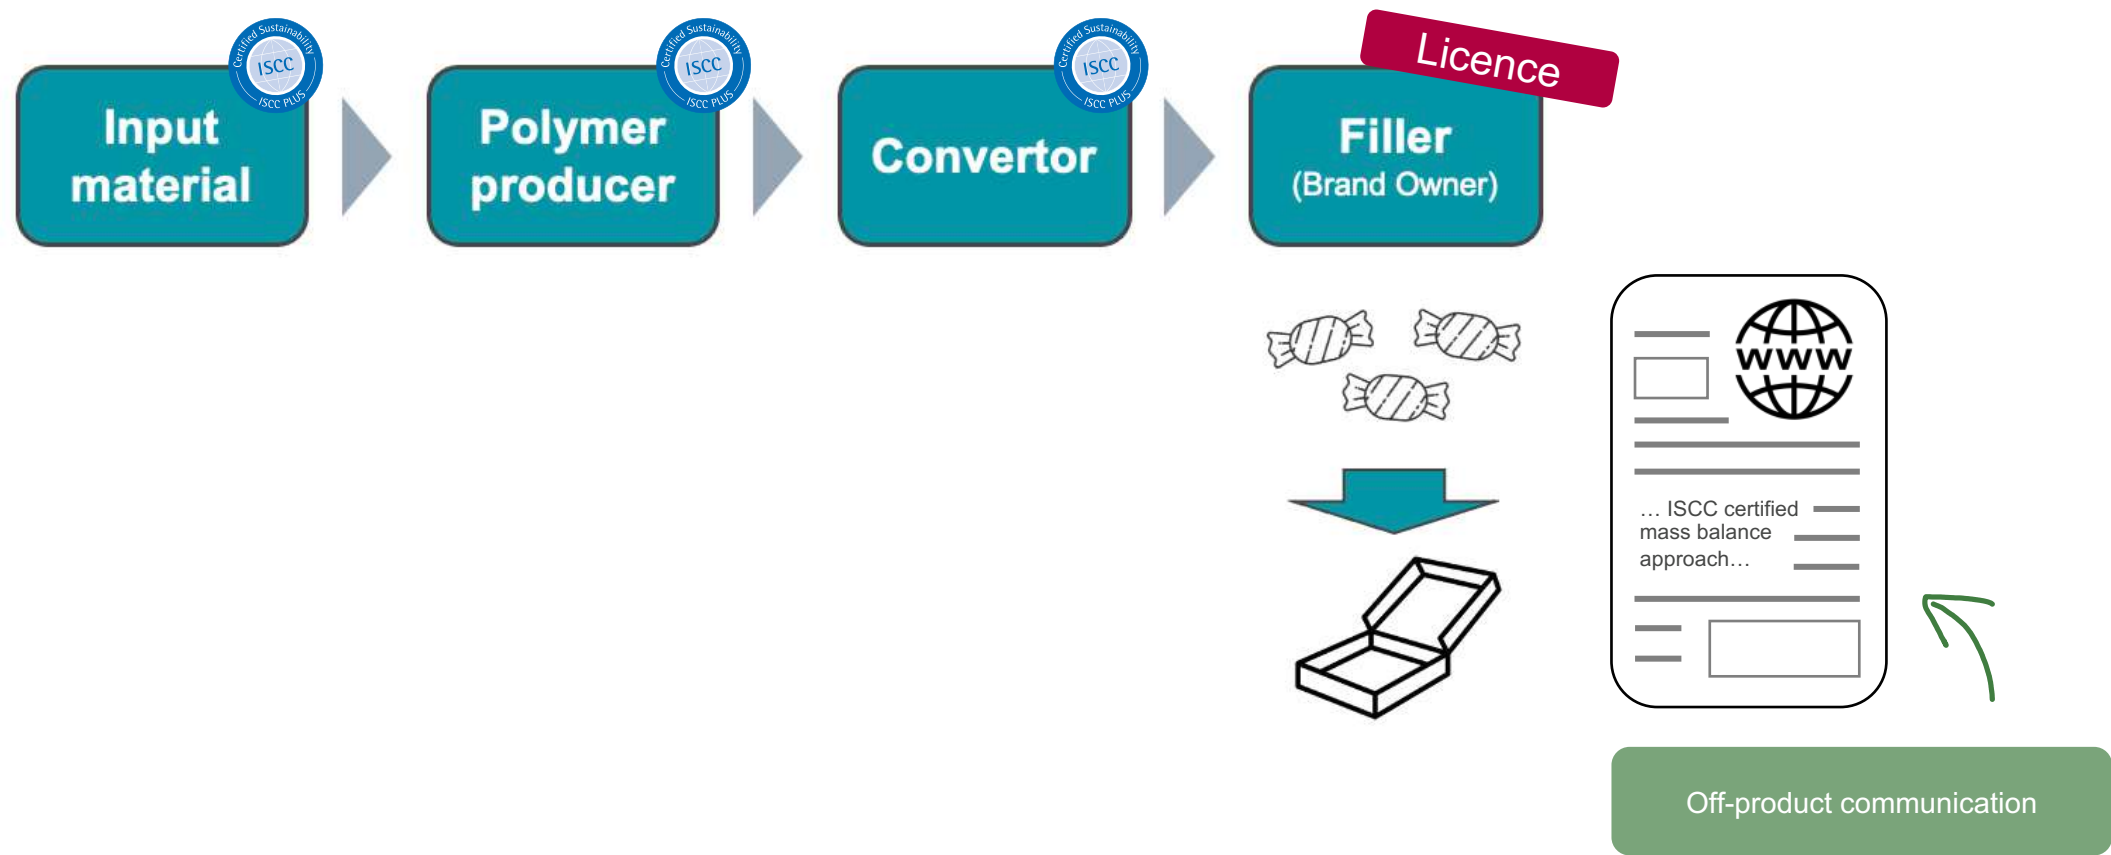 Certified Sustainability
ISCC
ISCC PLUS
Input
material
Certified Sustainability
ISCC
ISCC PLUS
Polymer
producer
Certified Sustainability
ISCC
ISCC PLUS
Convertor
Licence
Filler
(Brand Owner)
www
… ISCC certified
mass balance
approach…
Off-product communication